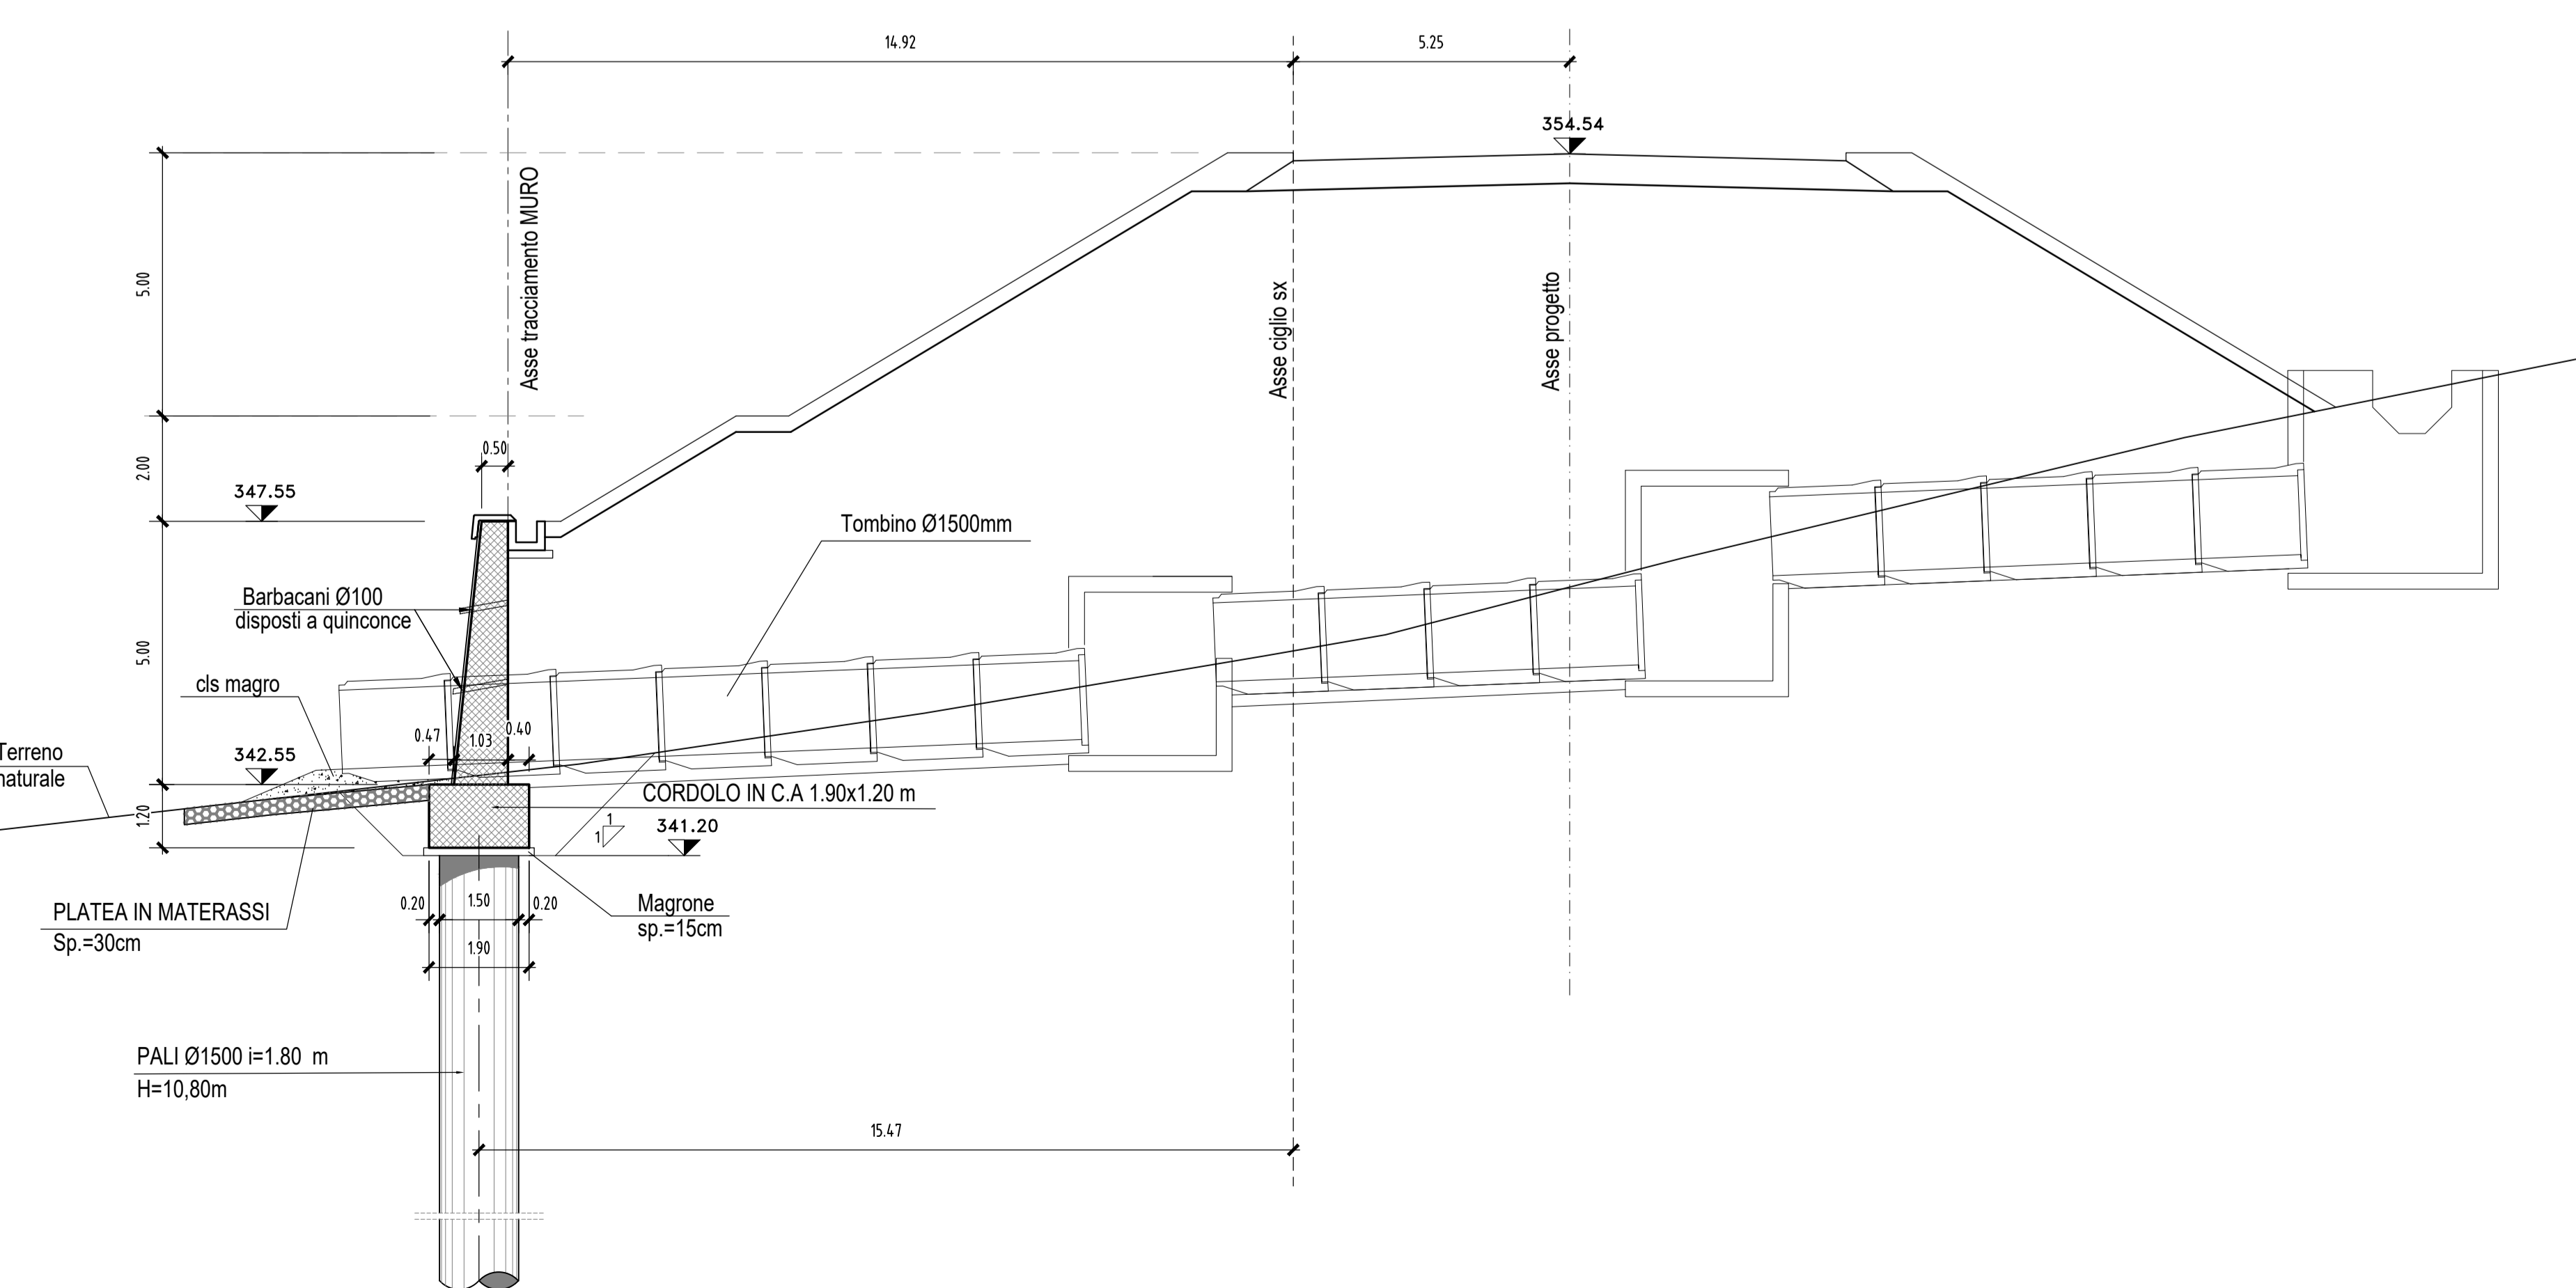 14.92
5.25
354.54
Asse tracciamento MURO
5.00
Asse ciglio sx
Asse progetto
0.50
2.00
347.55
Tombino Ø1500mm
Barbacani Ø100
disposti a quinconce
5.00
cls magro
0.47
1.03
0.40
Terreno
naturale
342.55
CORDOLO IN C.A 1.90x1.20 m
1.20
1
1
341.20
0.20
1.50
0.20
Magrone
sp.=15cm
PLATEA IN MATERASSI
Sp.=30cm
1.90
PALI Ø1500 i=1.80 m
H=10,80m
15.47